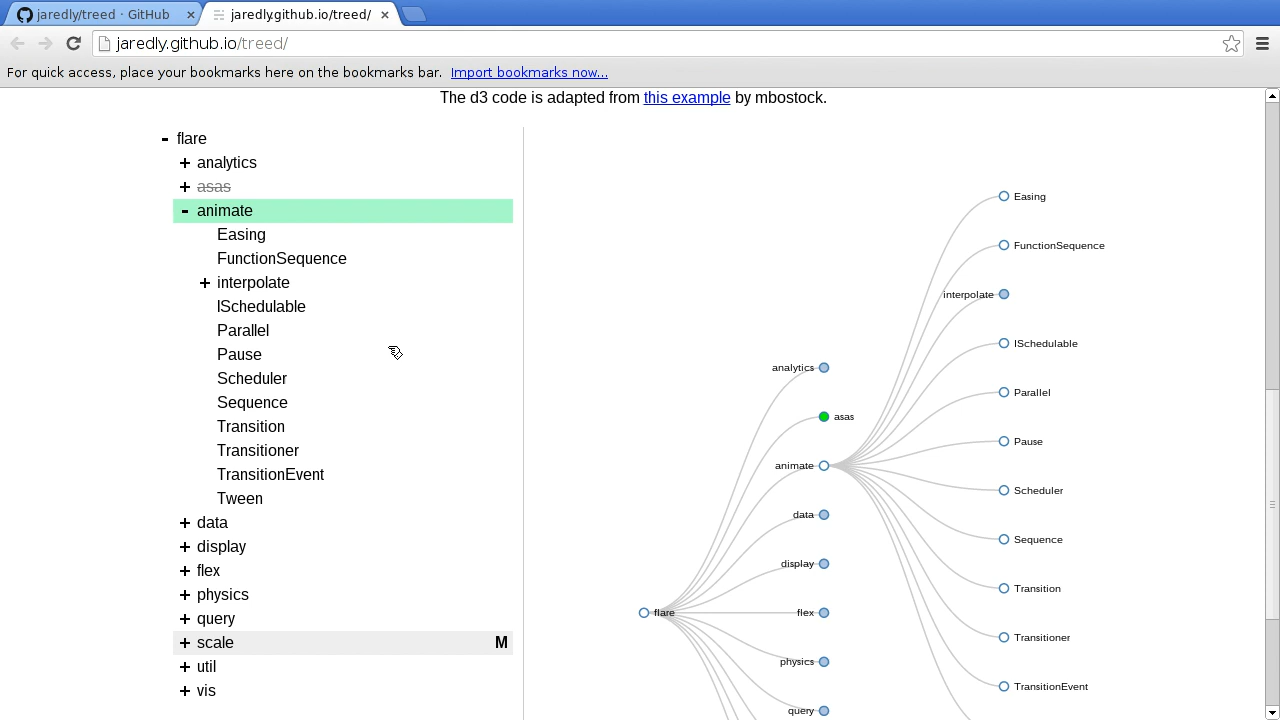 jaredly/treed · GitHub
jaredly.github.io/treed/
jaredly.github.io/treed/
For quick access, place your bookmarks here on the bookmarks bar. Import bookmarks now...
The d3 code is adapted from this example by mbostock.
- flare
+ analytics
+ asas
- animate
Easing
FunctionSequence
+ interpolate
ISchedulable
Parallel
Pause
Scheduler
Sequence
Transition
Transitioner
TransitionEvent
Tween
+ data
+ display
+ flex
+ physics
+ query
+ scale M
+ util
+ vis
flare
analytics
asas
animate
data
display
flex
physics
query
Easing
FunctionSequence
interpolate
ISchedulable
Parallel
Pause
Scheduler
Sequence
Transition
Transitioner
TransitionEvent